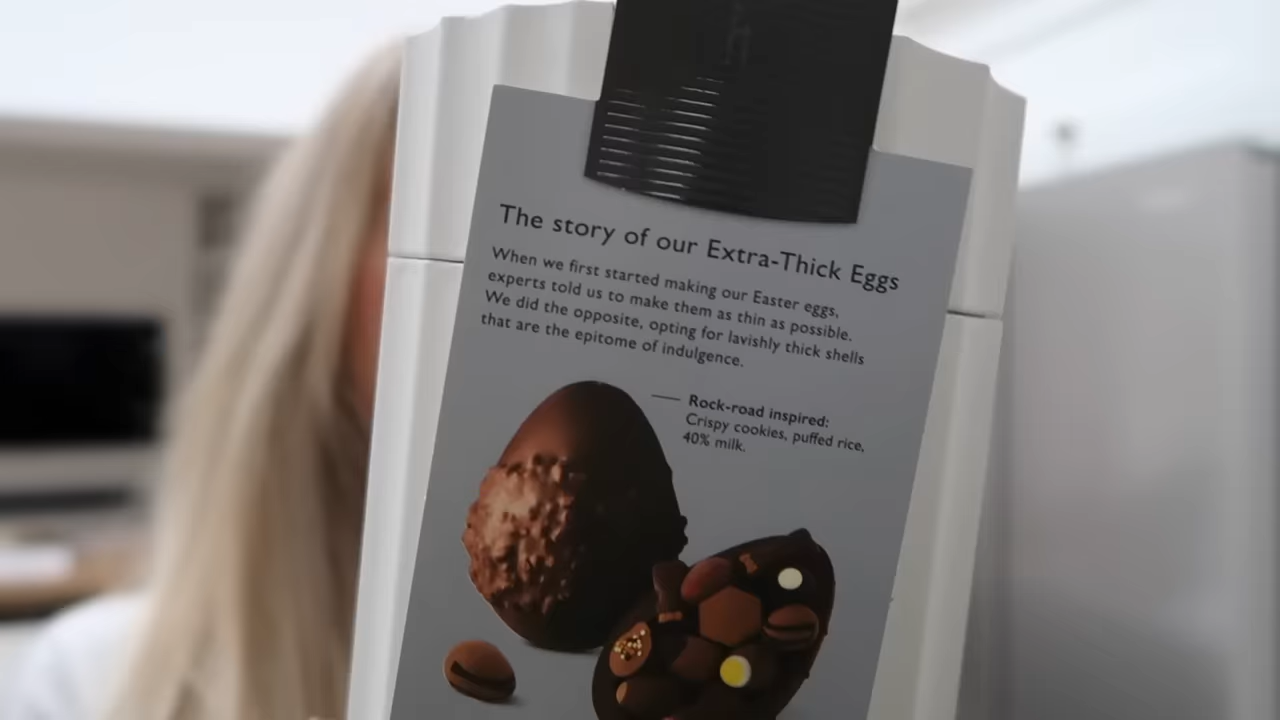 The story of our Extra-Thick Eggs
When we first started making our Easter eggs,
experts told us to make them as thin as possible.
We did the opposite, opting for lavishly thick shells
that are the epitome of indulgence.
Rock-road inspired:
Crispy cookies, puffed rice,
40% milk.